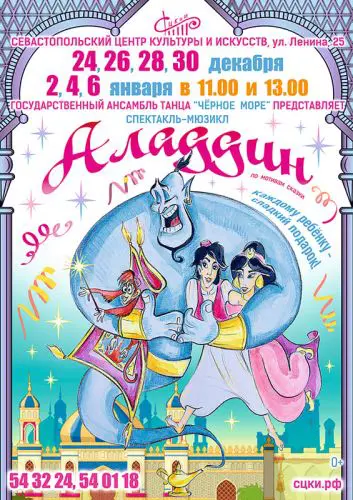 СЦКИ
СЕВАСТОПОЛЬСКИЙ ЦЕНТР КУЛЬТУРЫ И ИСКУССТВ, ул. Ленина, 25
24, 26, 28, 30 декабря
2, 4, 6 января в 11.00 и 13.00
ГОСУДАРСТВЕННЫЙ АНСАМБЛЬ ТАНЦА "ЧЁРНОЕ МОРЕ" ПРЕДСТАВЛЯЕТ
СПЕКТАКЛЬ-МЮЗИКЛ
Аладдин
по мотивам сказки
каждому ребёнку -
сладкий подарок!
0+
54 32 24, 54 01 18
сцки.рф